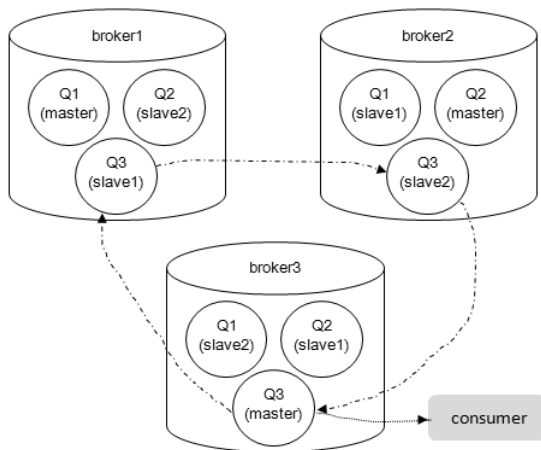 broker1
Q1
(master)
Q2
(slave2)
Q3
(slave1)
broker2
Q1
(slave1)
Q2
(master)
Q3
(slave2)
broker3
Q1
(slave2)
Q2
(slave1)
Q3
(master)
consumer